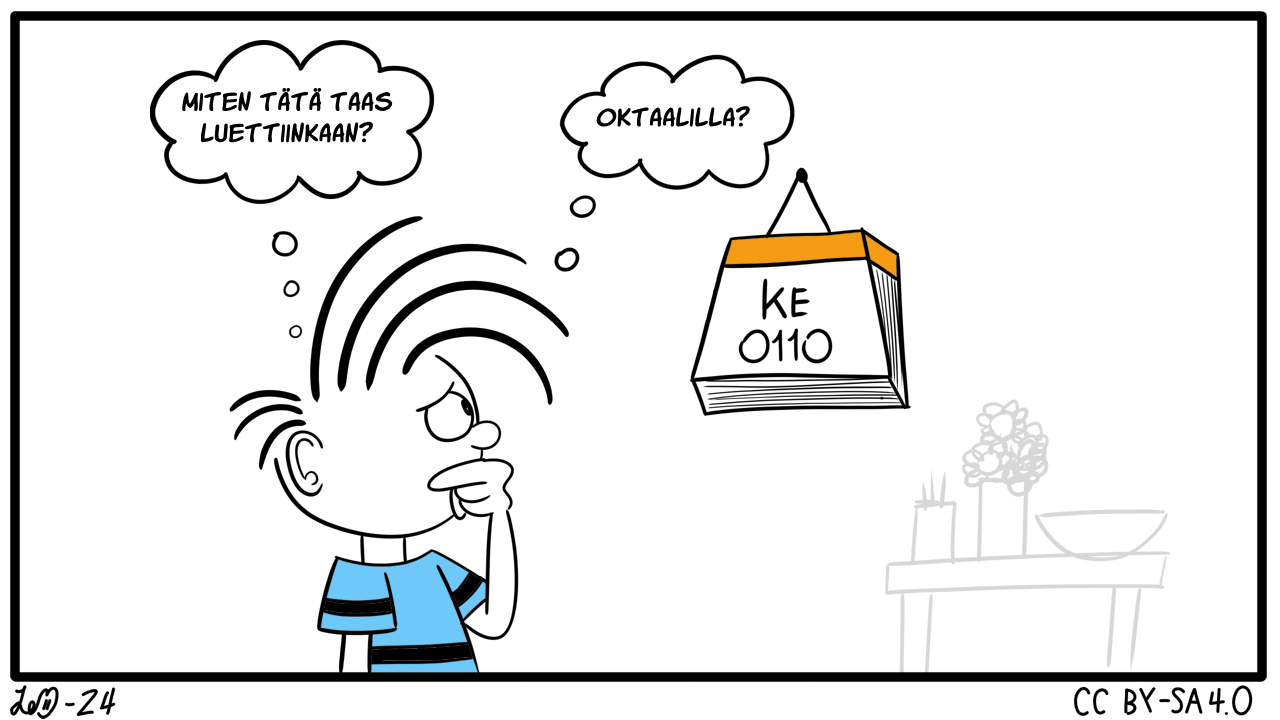 MITEN TÄTÄ TAAS
LUETTIINKAAN?
OKTAALILLA?
KE
0110
-24
CC BY-SA 4.0